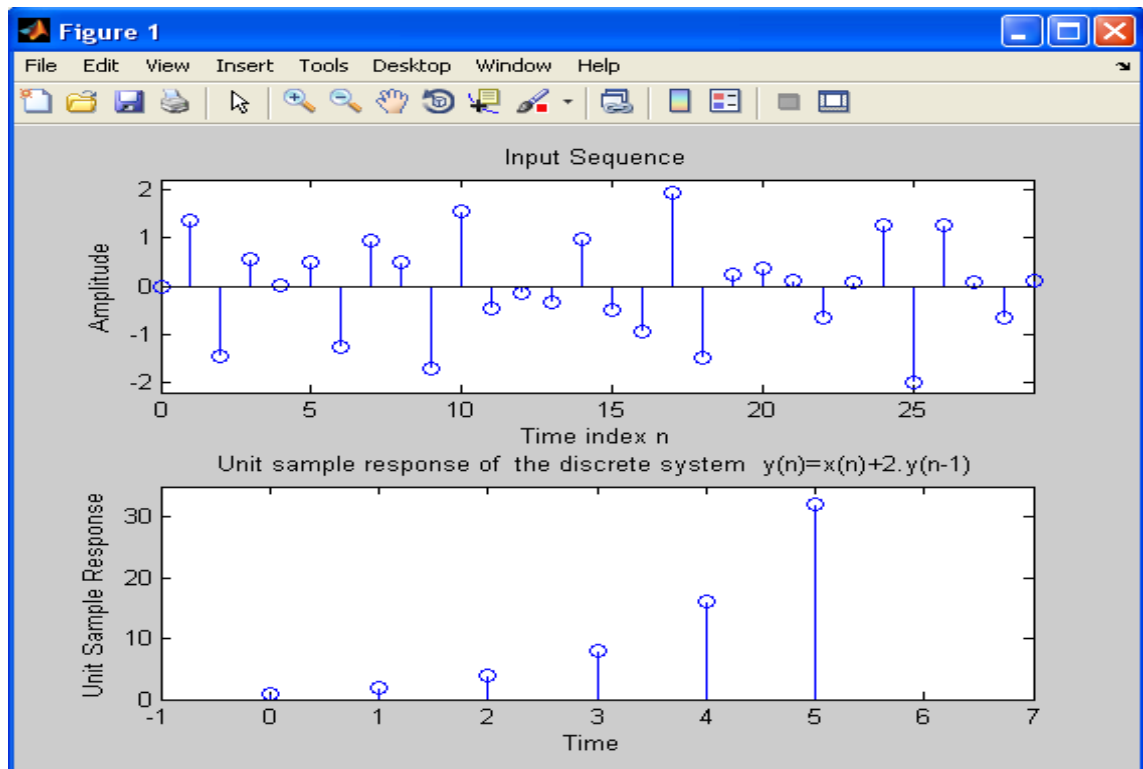 Figure 1
File Edit View Insert Tools Desktop Window Help
Input Sequence
2
1
0
-1
-2
Amplitude
0 5 10 15 20 25
Time index n
Unit sample response of the discrete system y(n)=x(n)+2.y(n-1)
30
20
10
0
Unit Sample Response
-1 0 1 2 3 4 5 6 7
Time